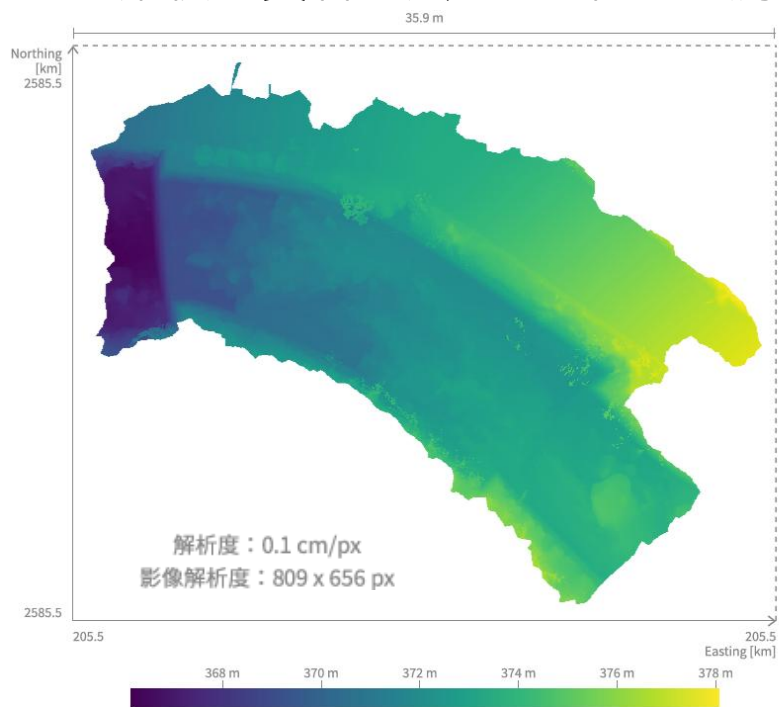 35.9 m
Northing
[km]
2585.5
解析度：0.1 cm/px
影像解析度：809 x 656 px
2585.5
205.5
205.5
Easting [km]
368 m
370 m
372 m
374 m
376 m
378 m